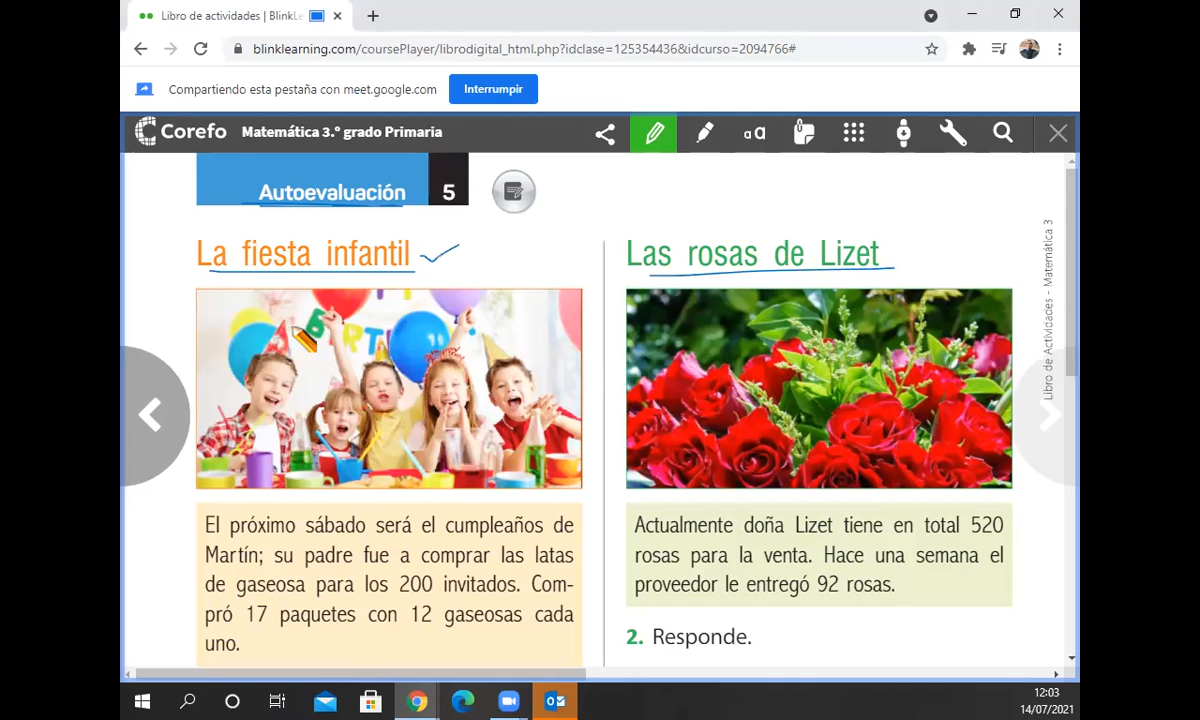 Libro de actividades | BlinkLe
blinklearning.com/coursePlayer/librodigital_html.php?idclase=125354436&idcurso=2094766#
Compartiendo esta pestaña con meet.google.com
Interrumpir
Corefo
Matemática 3.° grado Primaria
aa
Autoevaluación 5
La fiesta infantil
El próximo sábado será el cumpleaños de
Martín; su padre fue a comprar las latas
de gaseosa para los 200 invitados. Com-
pró 17 paquetes con 12 gaseosas cada
uno.
Las rosas de Lizet
Actualmente doña Lizet tiene en total 520
rosas para la venta. Hace una semana el
proveedor le entregó 92 rosas.
2. Responde.
Libro de Actividades - Matemática 3
12:03
14/07/2021